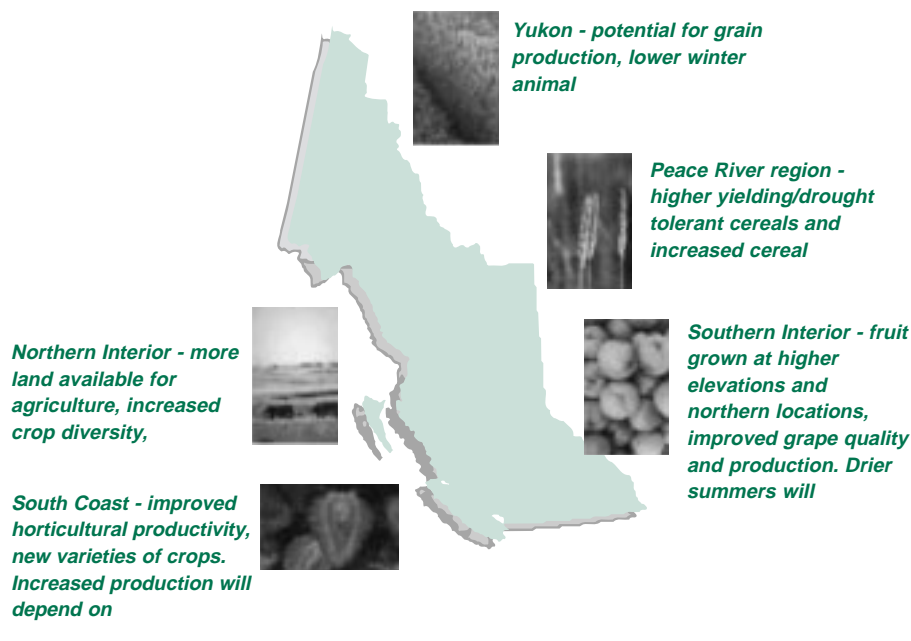 Yukon - potential for grain
production, lower winter
animal
Peace River region -
higher yielding/drought
tolerant cereals and
increased cereal
Northern Interior - more
land available for
agriculture, increased
crop diversity,
Southern Interior - fruit
grown at higher
elevations and
northern locations,
improved grape quality
and production. Drier
summers will
South Coast - improved
horticultural productivity,
new varieties of crops.
Increased production will
depend on